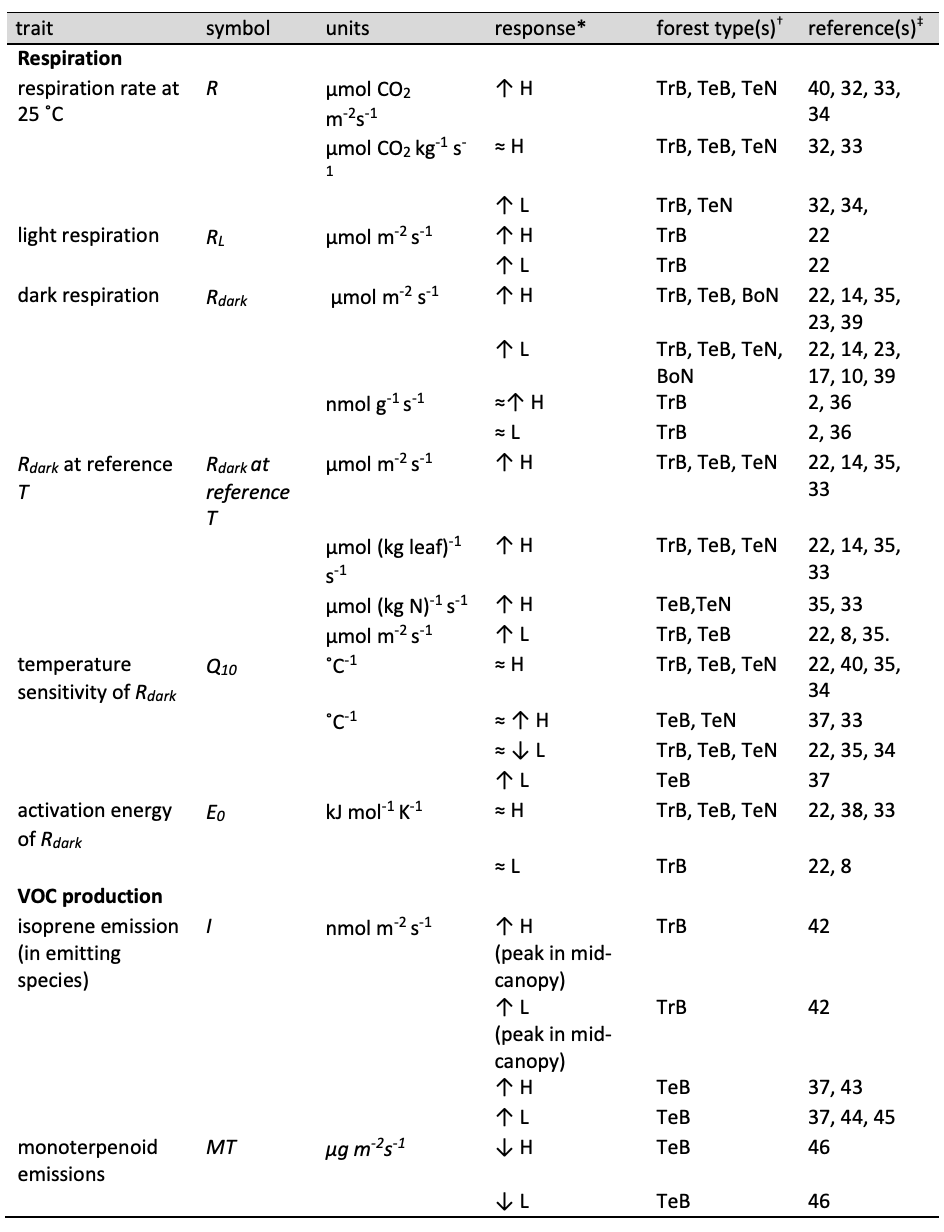 trait symbol units response* forest type(s)† reference(s)‡
Respiration
respiration rate at R µmol CO2 ↑ H TrB, TeB, TeN 40, 32, 33,
25 ˚C m-2s-1 34
µmol CO2 kg-1 s- ≈ H TrB, TeB, TeN 32, 33
1
↑ L TrB, TeN 32, 34,
light respiration RL µmol m-2 s-1 ↑ H TrB 22
↑ L TrB 22
dark respiration Rdark µmol m-2 s-1 ↑ H TrB, TeB, BoN 22, 14, 35,
23, 39
↑ L TrB, TeB, TeN, 22, 14, 23,
BoN 17, 10, 39
nmol g-1 s-1 ≈↑ H TrB 2, 36
≈ L TrB 2, 36
Rdark at reference Rdark at µmol m-2 s-1 ↑ H TrB, TeB, TeN 22, 14, 35,
T reference 33
T
µmol (kg leaf)-1 ↑ H TrB, TeB, TeN 22, 14, 35,
s-1 33
µmol (kg N)-1 s-1 ↑ H TeB,TeN 35, 33
µmol m-2 s-1 ↑ L TrB, TeB 22, 8, 35.
temperature Q10 ˚C-1 ≈ H TrB, TeB, TeN 22, 40, 35,
sensitivity of Rdark 34
˚C-1 ≈ ↑ H TeB, TeN 37, 33
≈ ↓ L TrB, TeB, TeN 22, 35, 34
↑ L TeB 37
activation energy E0 kJ mol-1 K-1 ≈ H TrB, TeB, TeN 22, 38, 33
of Rdark
≈ L TrB 22, 8
VOC production
isoprene emission I nmol m-2 s-1 ↑ H TrB 42
(in emitting (peak in mid-
species) canopy)
↑ L TrB 42
(peak in mid-
canopy)
↑ H TeB 37, 43
↑ L TeB 37, 44, 45
monoterpenoid MT µg m-2s-1 ↓ H TeB 46
emissions
↓ L TeB 46